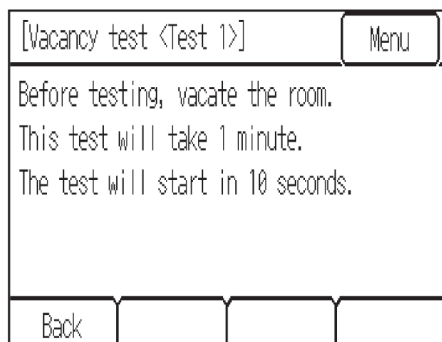 [Vacancy test <Test 1>]
Menu
Before testing, vacate the room.
This test will take 1 minute.
The test will start in 10 seconds.
Back